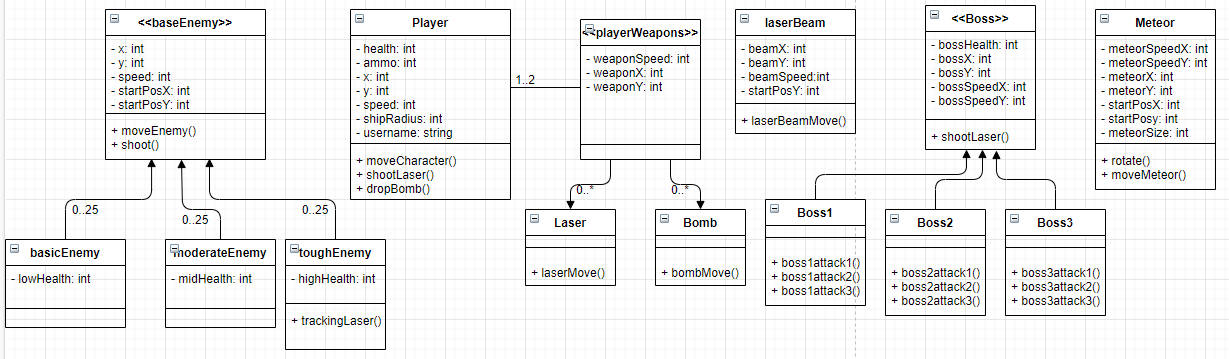 <<baseEnemy>>
- x: int
- y: int
- speed: int
- startPosX: int
- startPosY: int
+ moveEnemy()
+ shoot()
Player
- health: int
- ammo: int
- x: int
- y: int
- speed: int
- shipRadius: int
- username: string
+ moveCharacter()
+ shootLaser()
+ dropBomb()
1..2
<<playerWeapons>>
- weaponSpeed: int
- weaponX: int
- weaponY: int
laserBeam
- beamX: int
- beamY: int
- beamSpeed:int
- startPosY: int
+ laserBeamMove()
<<Boss>>
- bossHealth: int
- bossX: int
- bossY: int
- bossSpeedX: int
- bossSpeedY: int
+ shootLaser()
Meteor
- meteorSpeedX: int
- meteorSpeedY: int
- meteorX: int
- meteorY: int
- startPosX: int
- startPosy: int
- meteorSize: int
+ rotate()
+ moveMeteor()
0..25
0..25
0..25
0..*
0..*
basicEnemy
- lowHealth: int
moderateEnemy
- midHealth: int
toughEnemy
- highHealth: int
+ trackingLaser()
Laser
+ laserMove()
Bomb
+ bombMove()
Boss1
+ boss1attack1()
+ boss1attack2()
+ boss1attack3()
Boss2
+ boss2attack1()
+ boss2attack2()
+ boss2attack3()
Boss3
+ boss3attack1()
+ boss3attack2()
+ boss3attack3()